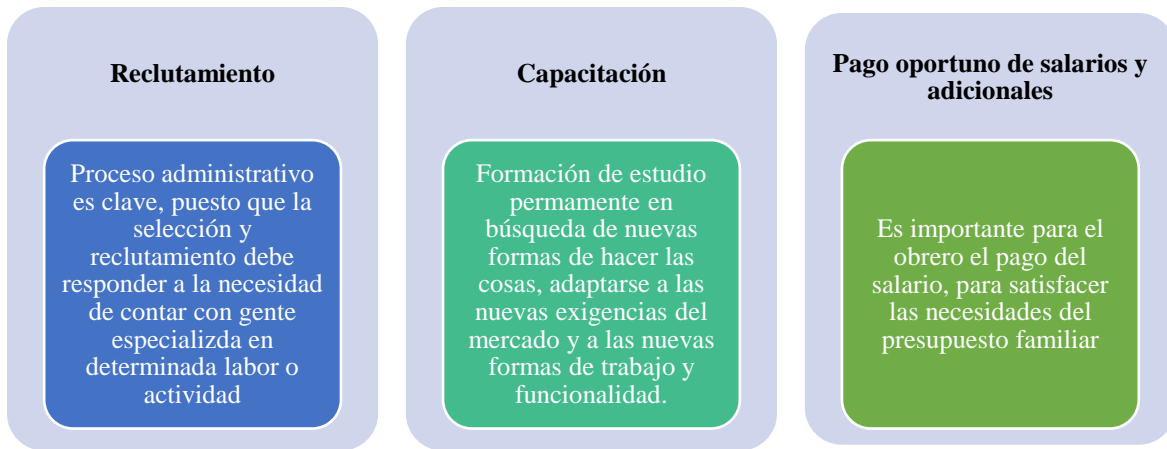 Reclutamiento
Proceso administrativo
es clave, puesto que la
selección y
reclutamiento debe
responder a la necesidad
de contar con gente
especializda en
determinada labor o
actividad
Capacitación
Formación de estudio
permamente en
búsqueda de nuevas
formas de hacer las
cosas, adaptarse a las
nuevas exigencias del
mercado y a las nuevas
formas de trabajo y
funcionalidad.
Pago oportuno de salarios y
adicionales
Es importante para el
obrero el pago del
salario, para satisfacer
las necesidades del
presupuesto familiar